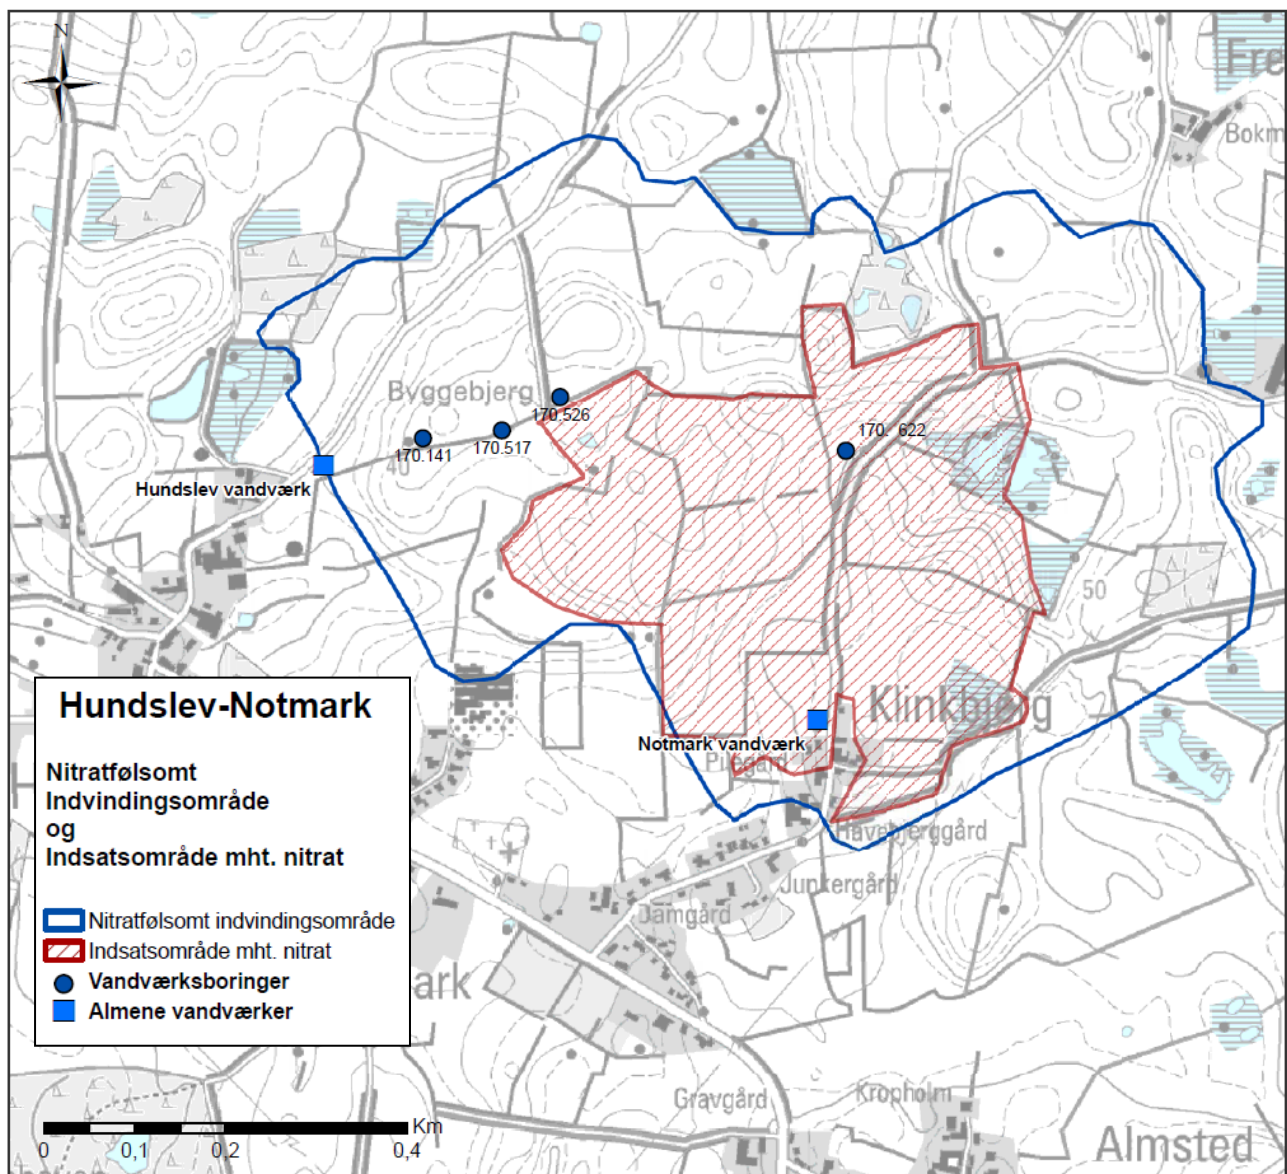 N
Fre
Bokm
Byggebjerg
170.526
170.517
170.141
40
170. 622
Hundslev vandværk
50
Klinkbjerg
Notmark vandværk
Pilegård
Havebjerggård
Junkergård
Damgård
ark
Gravgård
Kropholm
Almsted
Hundslev-Notmark
Nitratfølsomt
Indvindingsområde
og
Indsatsområde mht. nitrat
Nitratfølsomt indvindingsområde
Indsatsområde mht. nitrat
Vandværksboringer
Almene vandværker
Km
0 0,1 0,2 0,4